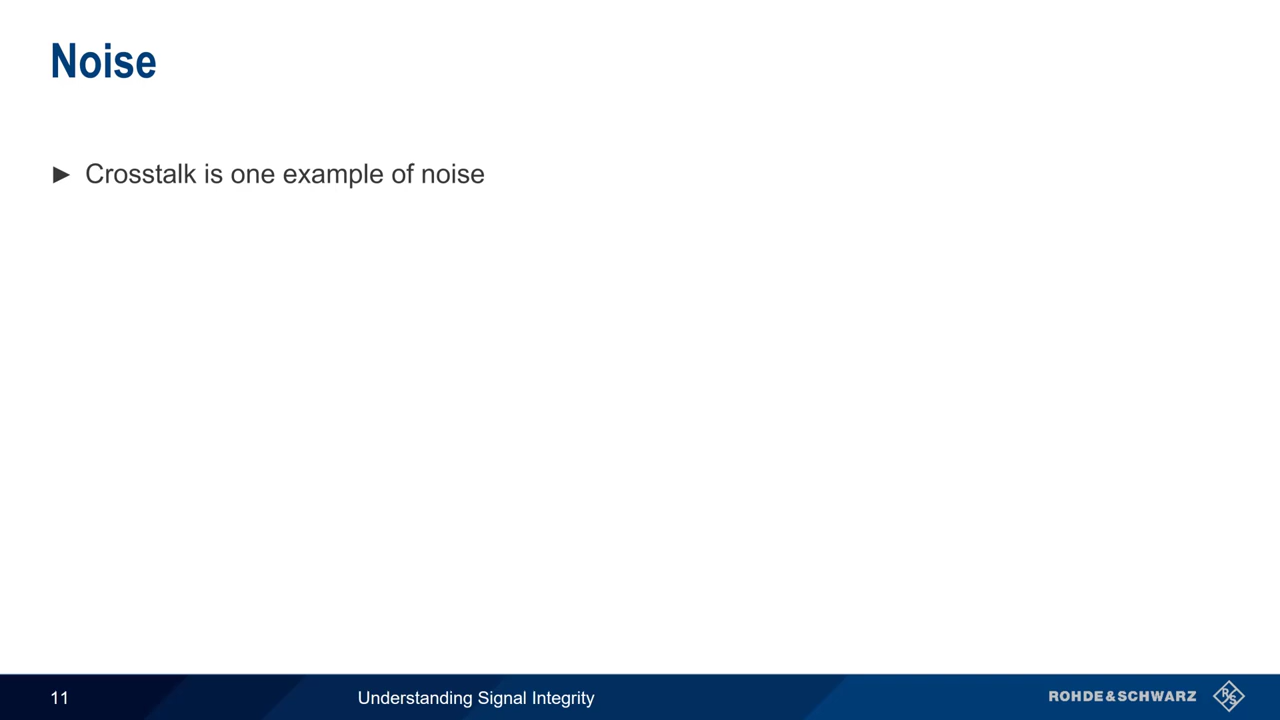 Noise
► Crosstalk is one example of noise
11
Understanding Signal Integrity
ROHDE&SCHWARZ
R&S